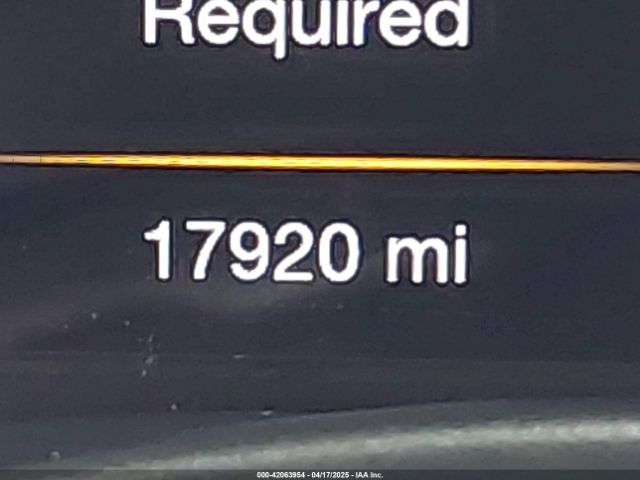 Required
17920 mi
000-42063954 - 04/17/2025 - IAA Inc.